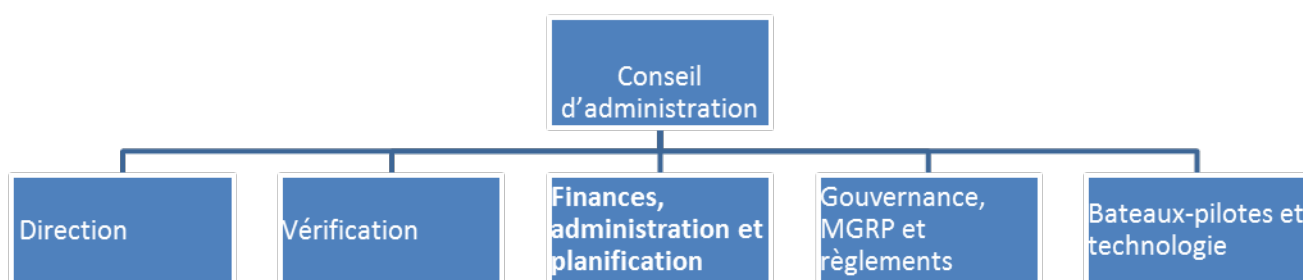 Conseil
d’administration
Direction
Vérification
Finances,
administration et
planification
Gouvernance,
MGRP et
règlements
Bateaux-pilotes et
technologie